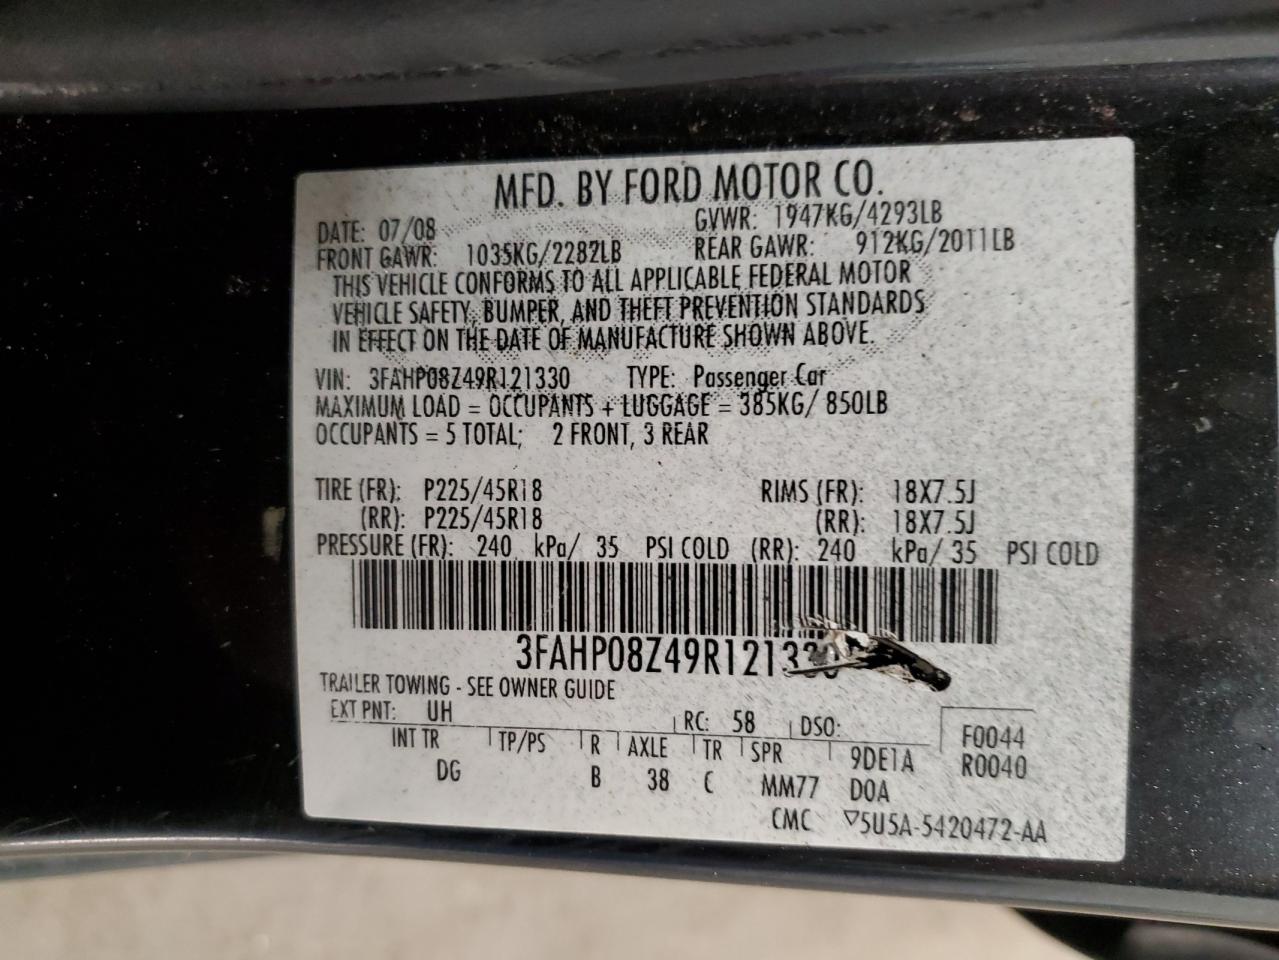 MFD. BY FORD MOTOR CO.
DATE: 07/08 GVWR: 1947KG/4293LB
FRONT GAWR: 1035KG/2282LB REAR GAWR: 912KG/2011LB
THIS VEHICLE CONFORMS TO ALL APPLICABLE FEDERAL MOTOR
VEHICLE SAFETY, BUMPER, AND THEFT PREVENTION STANDARDS
IN EFFECT ON THE DATE OF MANUFACTURE SHOWN ABOVE.
VIN: 3FAHP08Z49R121330 TYPE: Passenger Car
MAXIMUM LOAD = OCCUPANTS + LUGGAGE = 385KG/ 850LB
OCCUPANTS = 5 TOTAL; 2 FRONT, 3 REAR
TIRE (FR): P225/45R18 RIMS (FR): 18X7.5J
(RR): P225/45R18 (RR): 18X7.5J
PRESSURE (FR): 240 kPa/ 35 PSI COLD (RR): 240 kPa/ 35 PSI COLD
3FAHP08Z49R121330
TRAILER TOWING - SEE OWNER GUIDE
EXT PNT: UH RC: 58 DSO: F0044
INT TR TP/PS R AXLE TR SPR 9DE1A R0040
DG B 38 C MM77 DOA
CMC ▽5U5A-5420472-AA